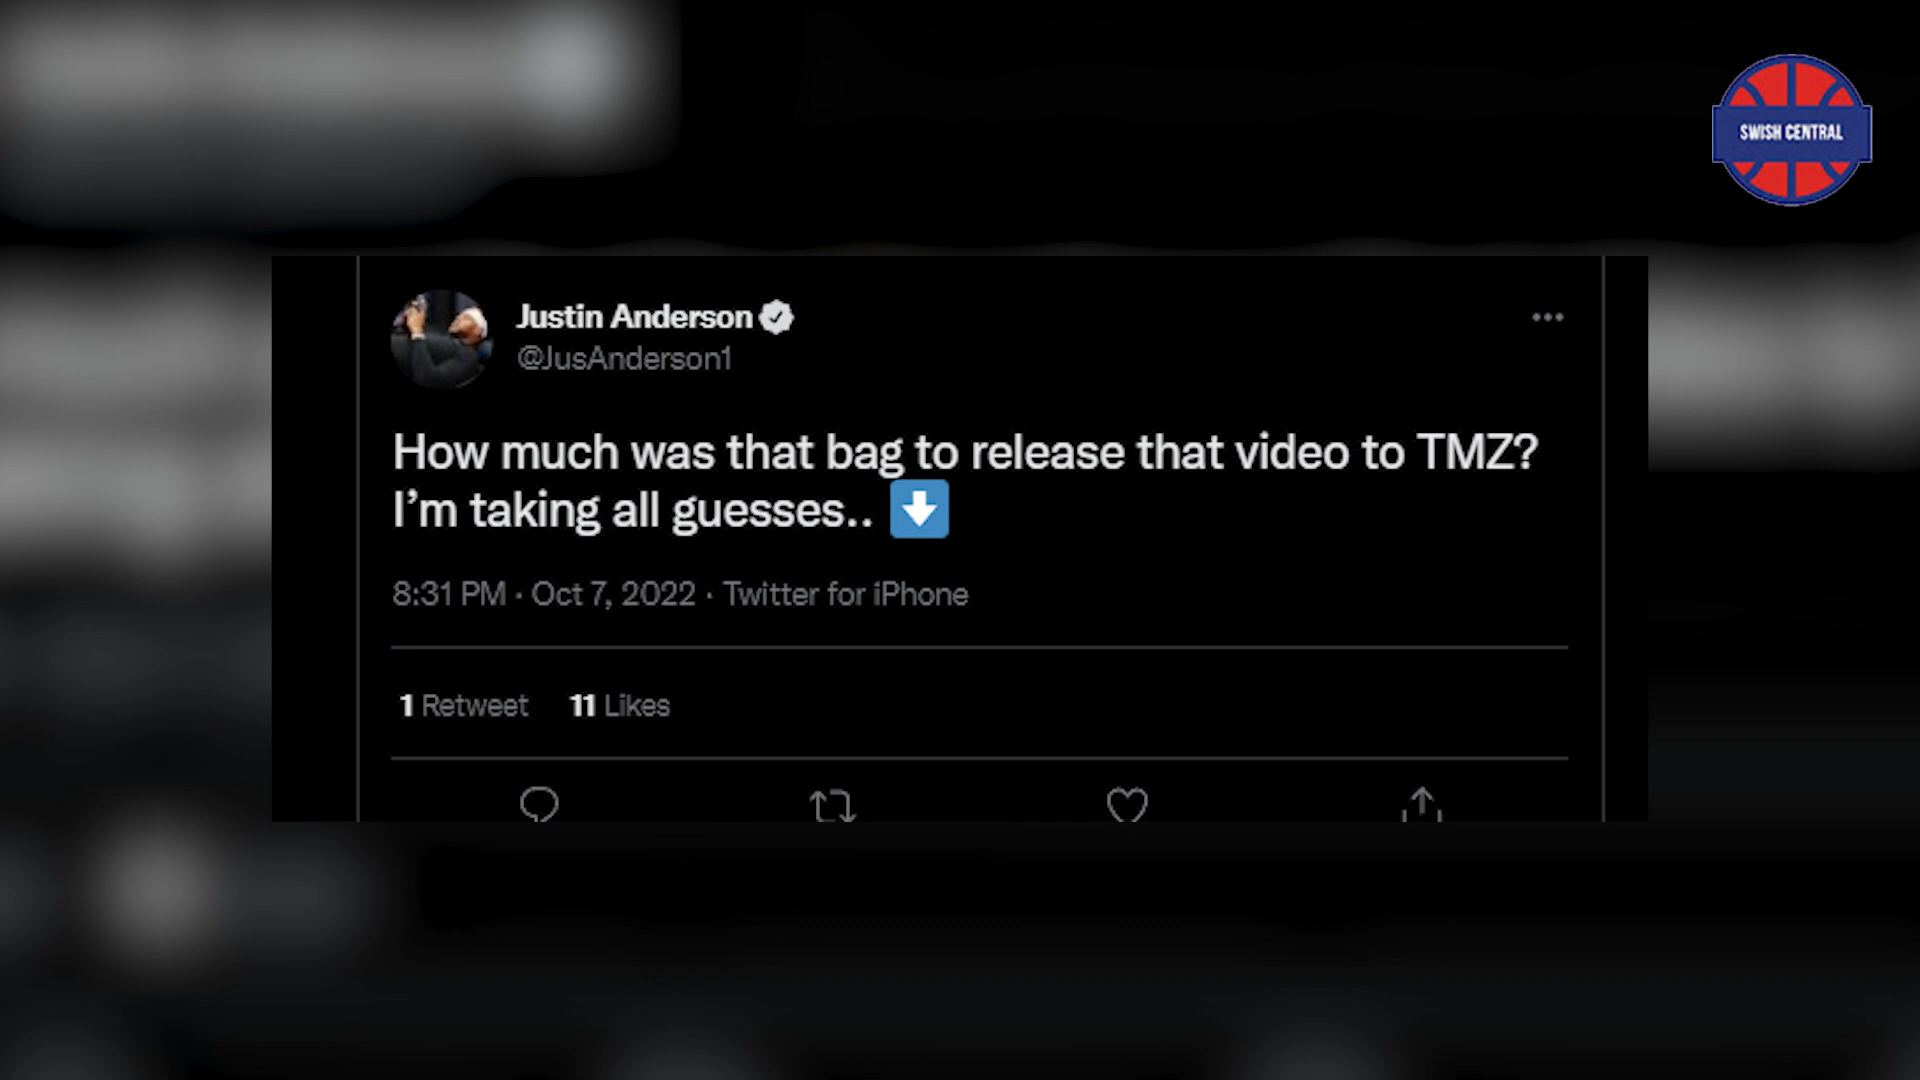 SWISH CENTRAL
Justin Anderson
@JusAnderson1
How much was that bag to release that video to TMZ?
I’m taking all guesses.. ⬇️
8:31 PM · Oct 7, 2022 · Twitter for iPhone
1 Retweet 11 Likes